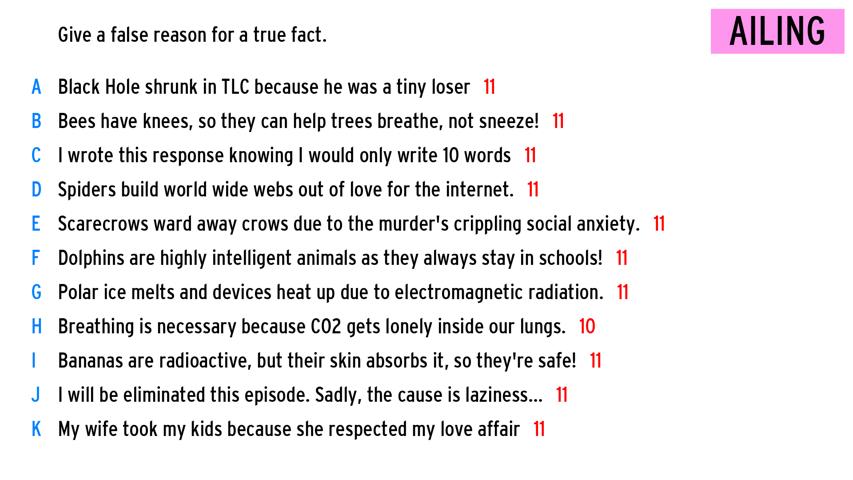 Give a false reason for a true fact.
AILING
A Black Hole shrunk in TLC because he was a tiny loser 11
B Bees have knees, so they can help trees breathe, not sneeze! 11
C I wrote this response knowing I would only write 10 words 11
D Spiders build world wide webs out of love for the internet. 11
E Scarecrows ward away crows due to the murder's crippling social anxiety. 11
F Dolphins are highly intelligent animals as they always stay in schools! 11
G Polar ice melts and devices heat up due to electromagnetic radiation. 11
H Breathing is necessary because CO2 gets lonely inside our lungs. 10
I Bananas are radioactive, but their skin absorbs it, so they're safe! 11
J I will be eliminated this episode. Sadly, the cause is laziness... 11
K My wife took my kids because she respected my love affair 11